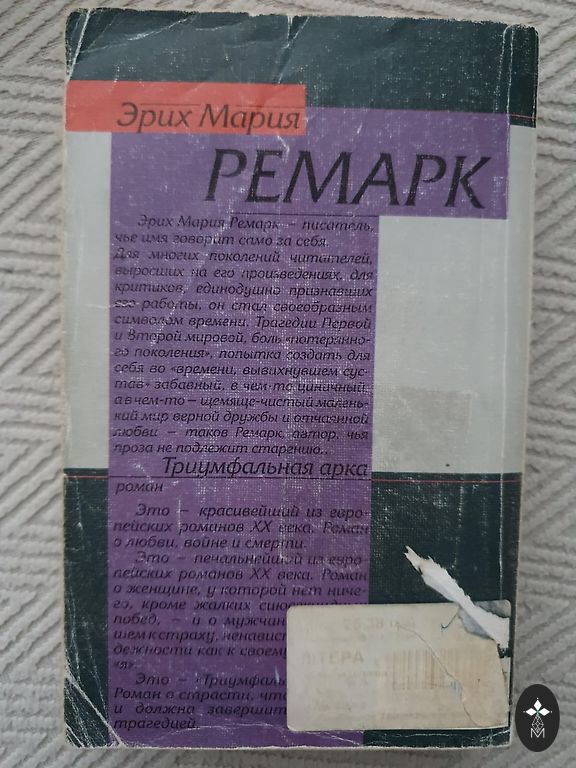 Эрих Мария
РЕМАРК
Эрих Мария Ремарк – писатель,
чье имя говорит само за себя.
Для многих поколений читателей,
выросших на его произведениях, для
критиков, единодушно признавших
его работы, он стал своеобразным
символом времени. Трагедии Первой
и Второй мировой, боль «потерянно-
го поколения», попытка создать для
себя во «времени, вывихнувшем сус-
тав» забавный, в чем-то циничный,
а в чем-то – щемяще-чистый малень-
кий мир верной дружбы и отчаянной
любви – таков Ремарк, автор, чья
проза не подлежит старению..
Триумфальная арка
роман
Это – красивейший из евро-
пейских романов XX века. Роман
о любви, войне и смерти.
Это – печальнейший из евро-
пейских романов XX века. Роман
о женщине, у которой нет ниче-
го, кроме жалких
побед, – и о мужчин
шем к страху, ненавис
дежности как к своему
«я».
Это – «Триумфаль
Роман в страсти, что
и должна завершит
трагедией.
ЛІТЕРА
М